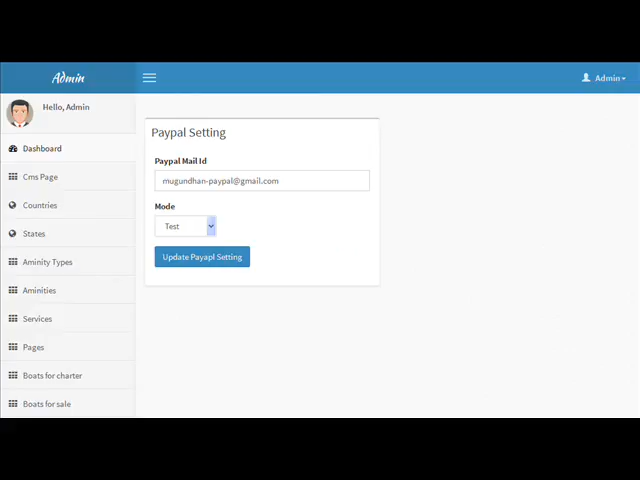 Admin
Admin
Hello, Admin
Dashboard
Cms Page
Countries
States
Aminity Types
Aminities
Services
Pages
Boats for charter
Boats for sale
Paypal Setting
Paypal Mail Id
mugundhan-paypal@gmail.com
Mode
Test
Update Payapl Setting